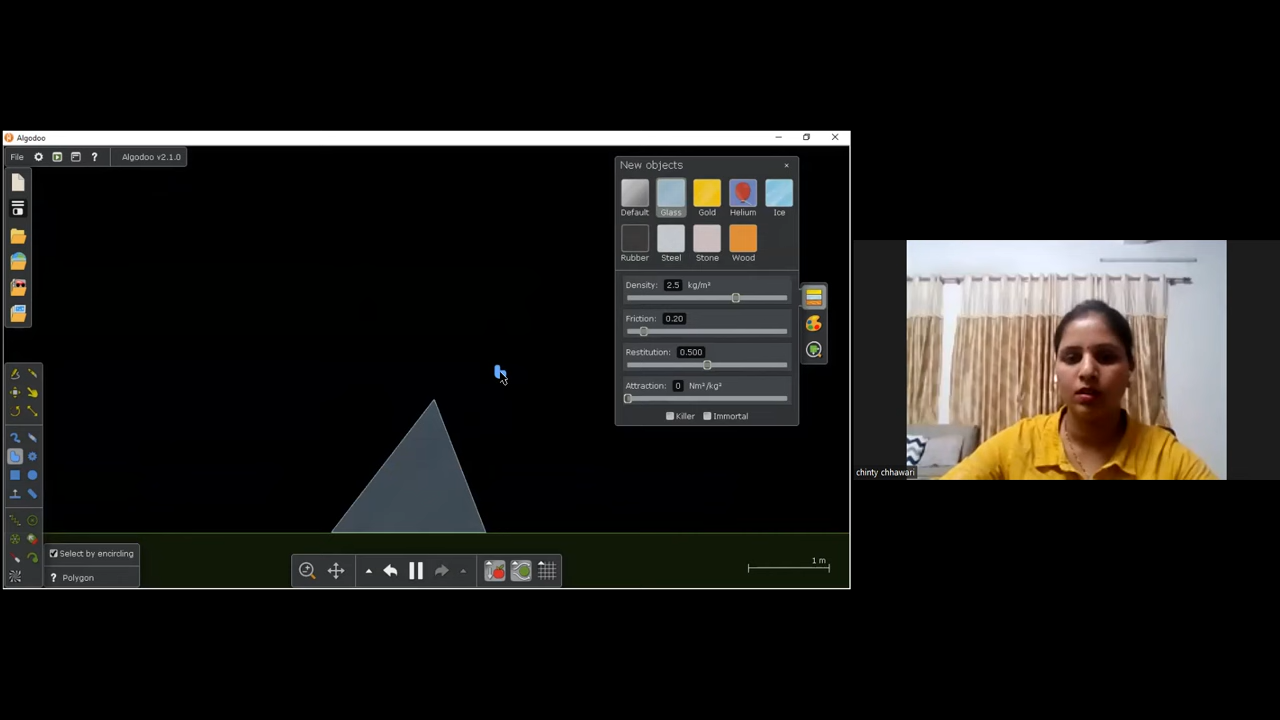 Algodoo
File ? Algodoo v2.1.0
New objects
Default Glass Gold Helium Ice
Rubber Steel Stone Wood
Density: 2.5 kg/m²
Friction: 0.20
Restitution: 0.500
Attraction: 0 Nm²/kg²
Killer Immortal
chinty chhawari
Select by encircling
? Polygon
1 m